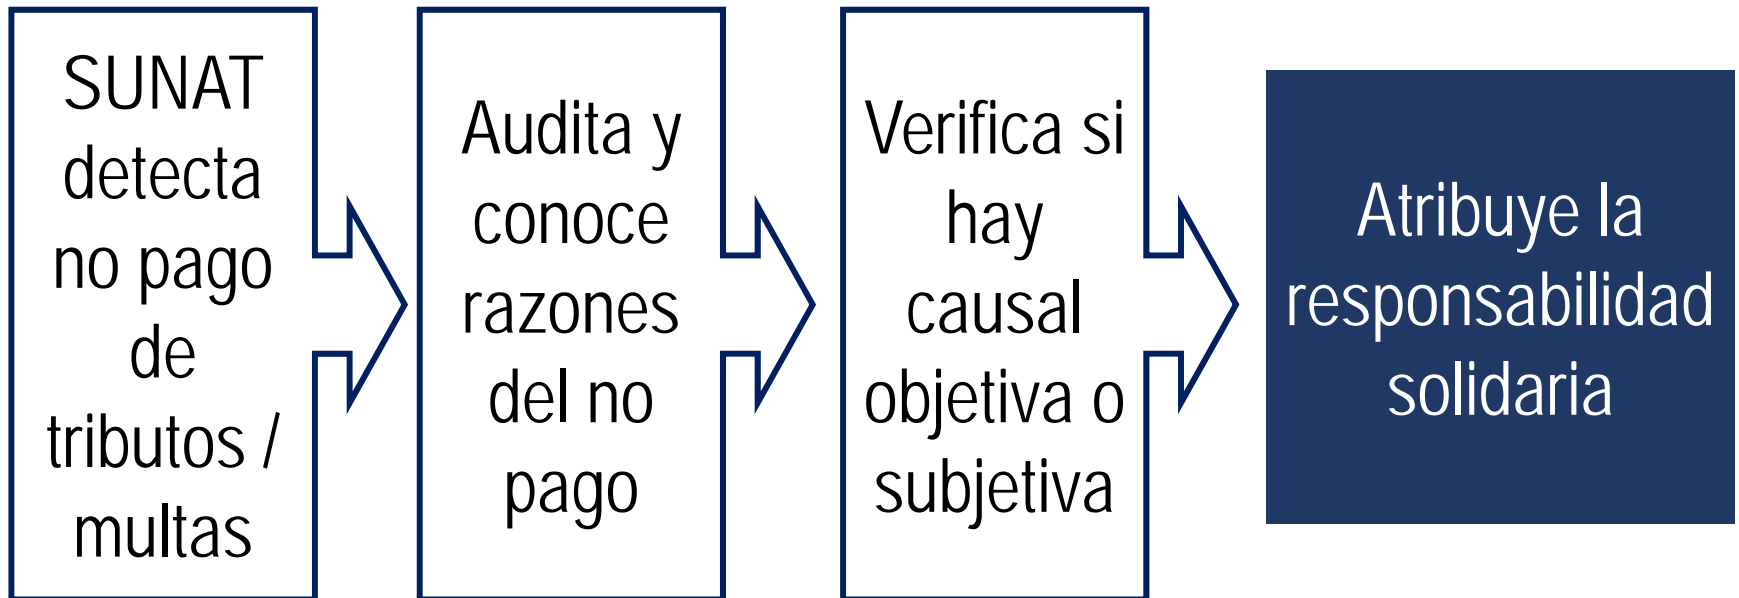 SUNAT
detecta
no pago
de
tributos /
multas
Audita y
conoce
razones
del no
pago
Verifica si
hay
causal
objetiva o
subjetiva
Atribuye la
responsabilidad
solidaria